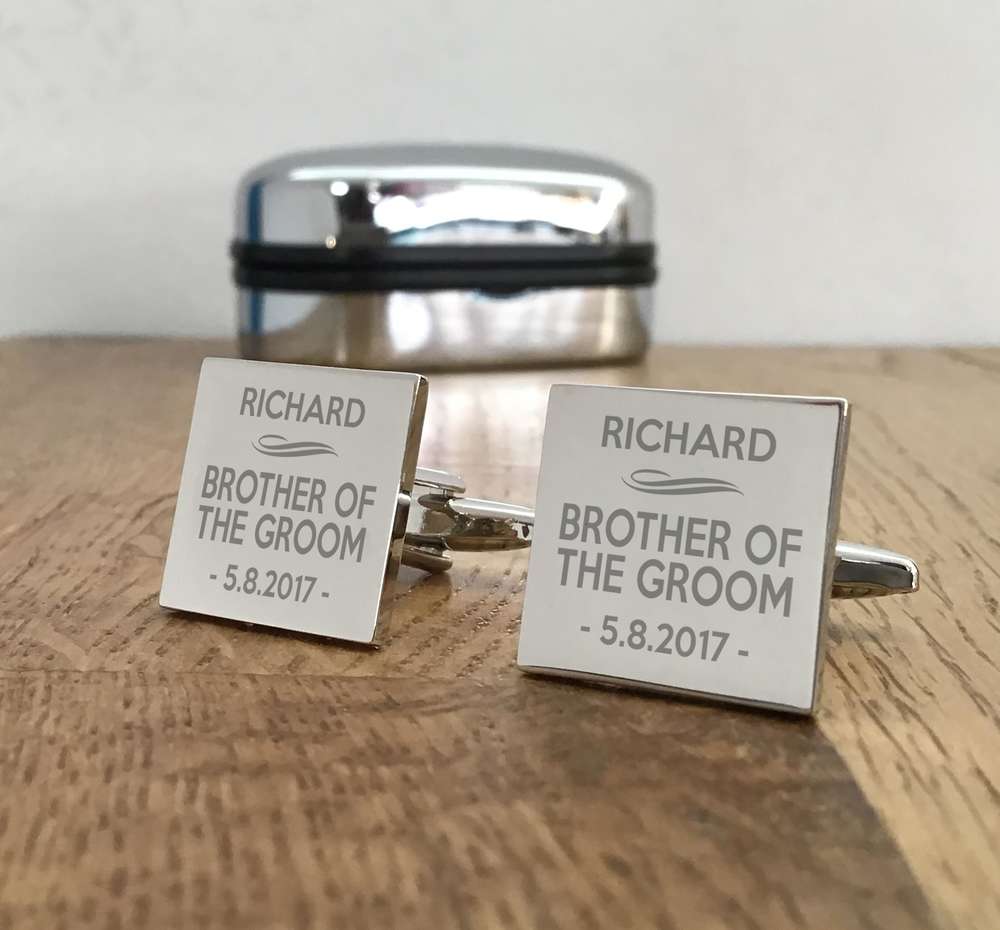 RICHARD
BROTHER OF
THE GROOM
- 5.8.2017 -
RICHARD
BROTHER OF
THE GROOM
- 5.8.2017 -